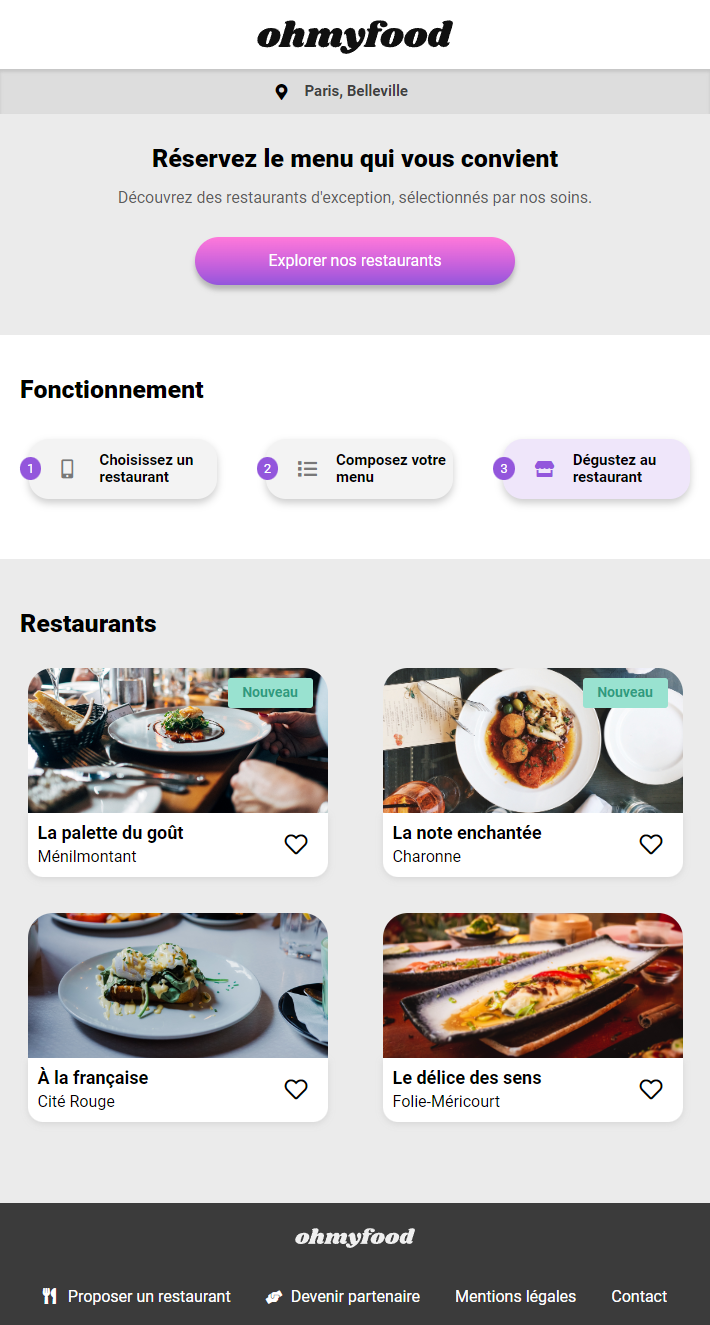 ohmyfood
Paris, Belleville
Réservez le menu qui vous convient
Découvrez des restaurants d'exception, sélectionnés par nos soins.
Explorer nos restaurants
Fonctionnement
1
Choisissez un
restaurant
2
Composez votre
menu
3
Dégustez au
restaurant
Restaurants
Nouveau
La palette du goût
Ménilmontant
Nouveau
La note enchantée
Charonne
À la française
Cité Rouge
Le délice des sens
Folie-Méricourt
ohmyfood
Proposer un restaurant
Devenir partenaire
Mentions légales
Contact